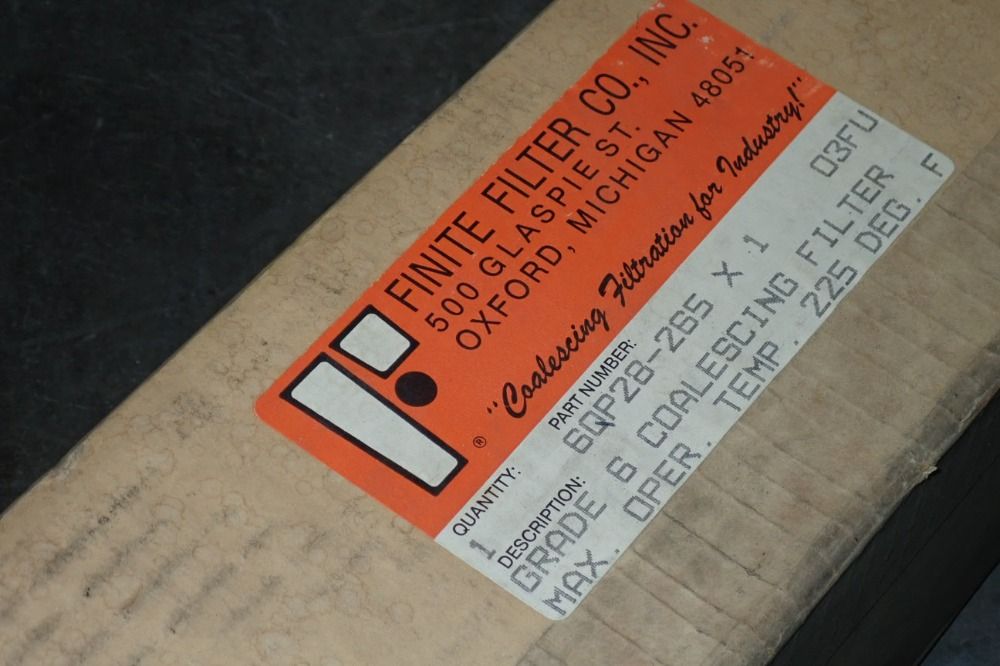 FINITE FILTER CO., INC.
500 GLASPIE ST.
OXFORD, MICHIGAN 48051
"Coalescing Filtration for Industry!"
®
QUANTITY:
1
PART NUMBER:
6QP28-265 X 1 03FU
DESCRIPTION:
GRADE 6 COALESCING FILTER
MAX. OPER. TEMP. 225 DEG. F